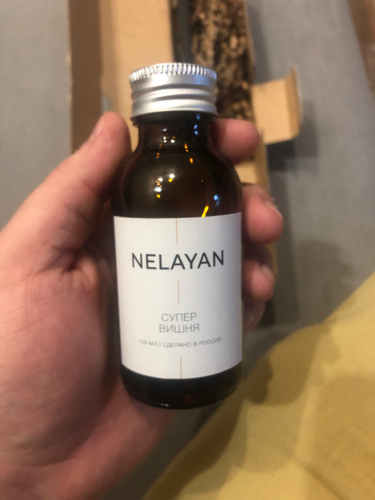 NELAYAN
СУПЕР
ВИШНЯ
100 МЛ | СДЕЛАНО В РОССИИ